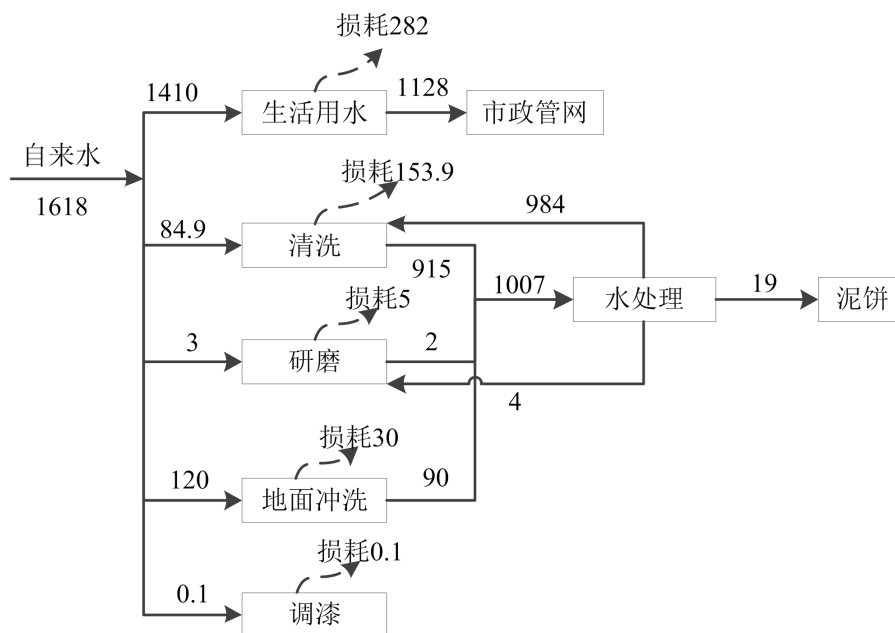 损耗282
1410
生活用水
1128
市政管网
自来水
1618
损耗153.9
84.9
清洗
984
915
1007
水处理
19
泥饼
损耗5
3
研磨
2
4
损耗30
120
地面冲洗
90
损耗0.1
0.1
调漆